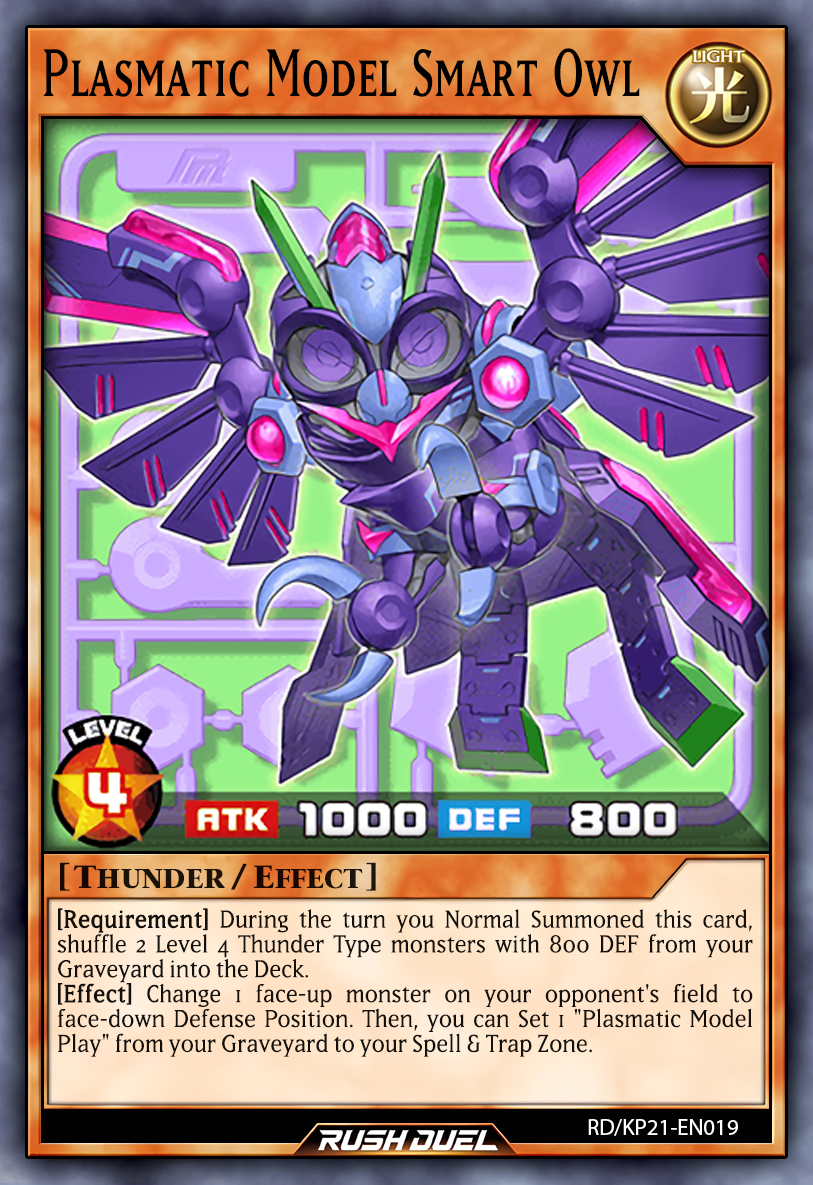 Plasmatic Model Smart Owl
LIGHT
光
LEVEL
4
ATK 1000 DEF 800
[Thunder / Effect]
[Requirement] During the turn you Normal Summoned this card,
shuffle 2 Level 4 Thunder Type monsters with 800 DEF from your
Graveyard into the Deck.
[Effect] Change 1 face-up monster on your opponent's field to
face-down Defense Position. Then, you can Set 1 "Plasmatic Model
Play" from your Graveyard to your Spell & Trap Zone.
RD/KP21-EN019
RUSH DUEL